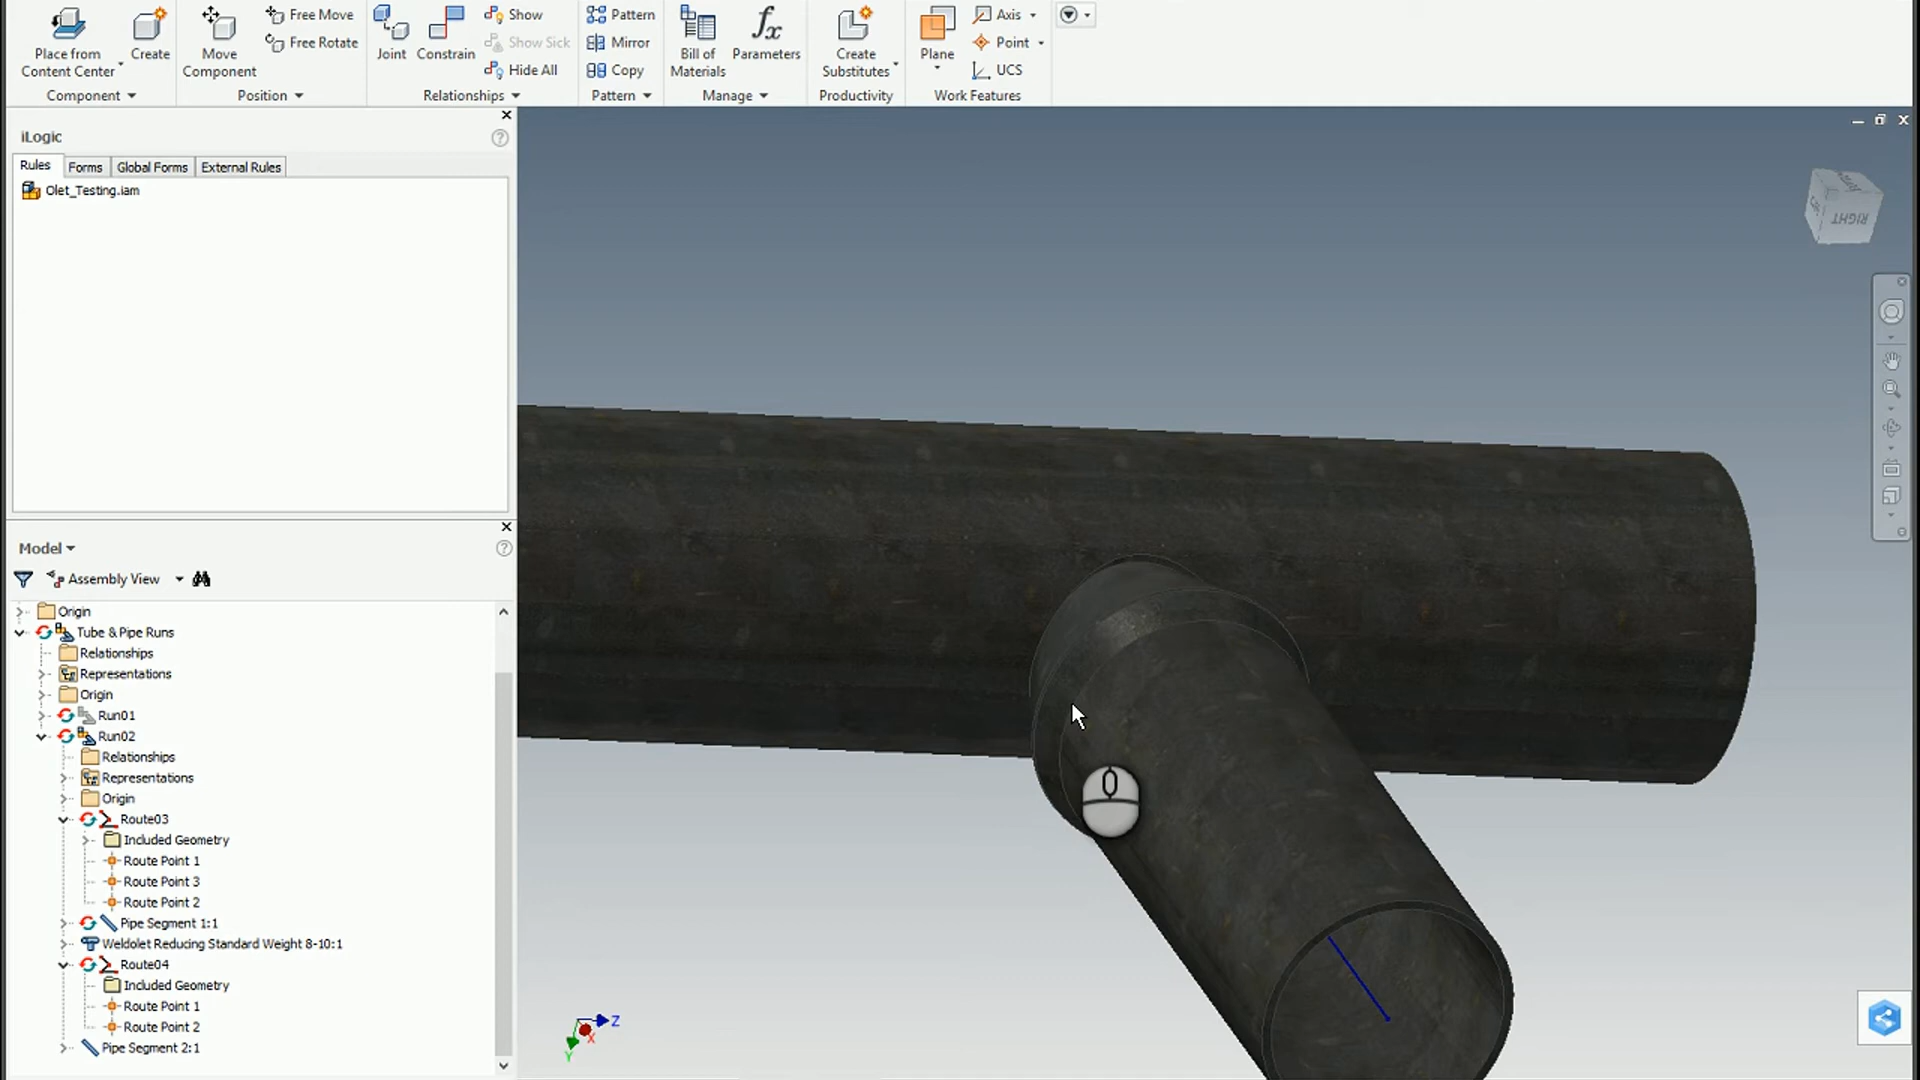 Place from
Content Center
Create
Move
Component
Free Move
Free Rotate
Joint
Constrain
Show
Show Sick
Hide All
Pattern
Mirror
Copy
Bill of
Materials
Parameters
Create
Substitutes
Plane
Axis
Point
UCS
Component
Position
Relationships
Pattern
Manage
Productivity
Work Features
iLogic
Rules
Forms
Global Forms
External Rules
Olet_Testing.iam
Model
Assembly View
Origin
Tube & Pipe Runs
Relationships
Representations
Origin
Run01
Run02
Relationships
Representations
Origin
Route03
Included Geometry
Route Point 1
Route Point 3
Route Point 2
Pipe Segment 1:1
Weldolet Reducing Standard Weight 8-10:1
Route04
Included Geometry
Route Point 1
Route Point 2
Pipe Segment 2:1
RIGHT
Z
X
Y